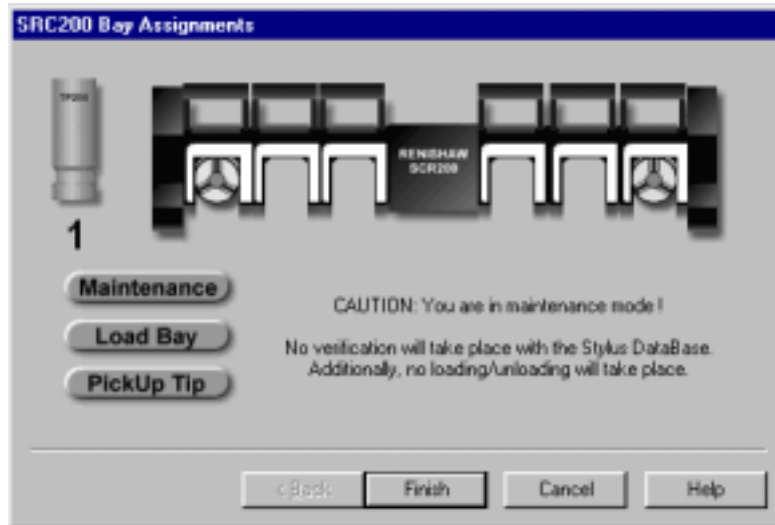 SRC200 Bay Assignments
TP200
RENISHAW
SCR200
1
Maintenance
CAUTION: You are in maintenance mode !
Load Bay
No verification will take place with the Stylus DataBase.
Additionally, no loading/unloading will take place.
PickUp Tip
< Back
Finish
Cancel
Help